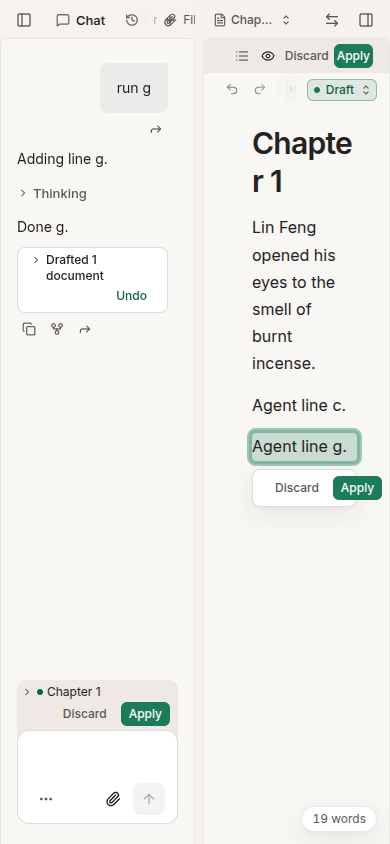 Chat
Fil
Chap...
Discard
Apply
Draft
run g
Adding line g.
Thinking
Done g.
Drafted 1
document
Undo
Chapte
r 1
Lin Feng
opened his
eyes to the
smell of
burnt
incense.
Agent line c.
Agent line g.
Discard
Apply
Chapter 1
Discard
Apply
19 words